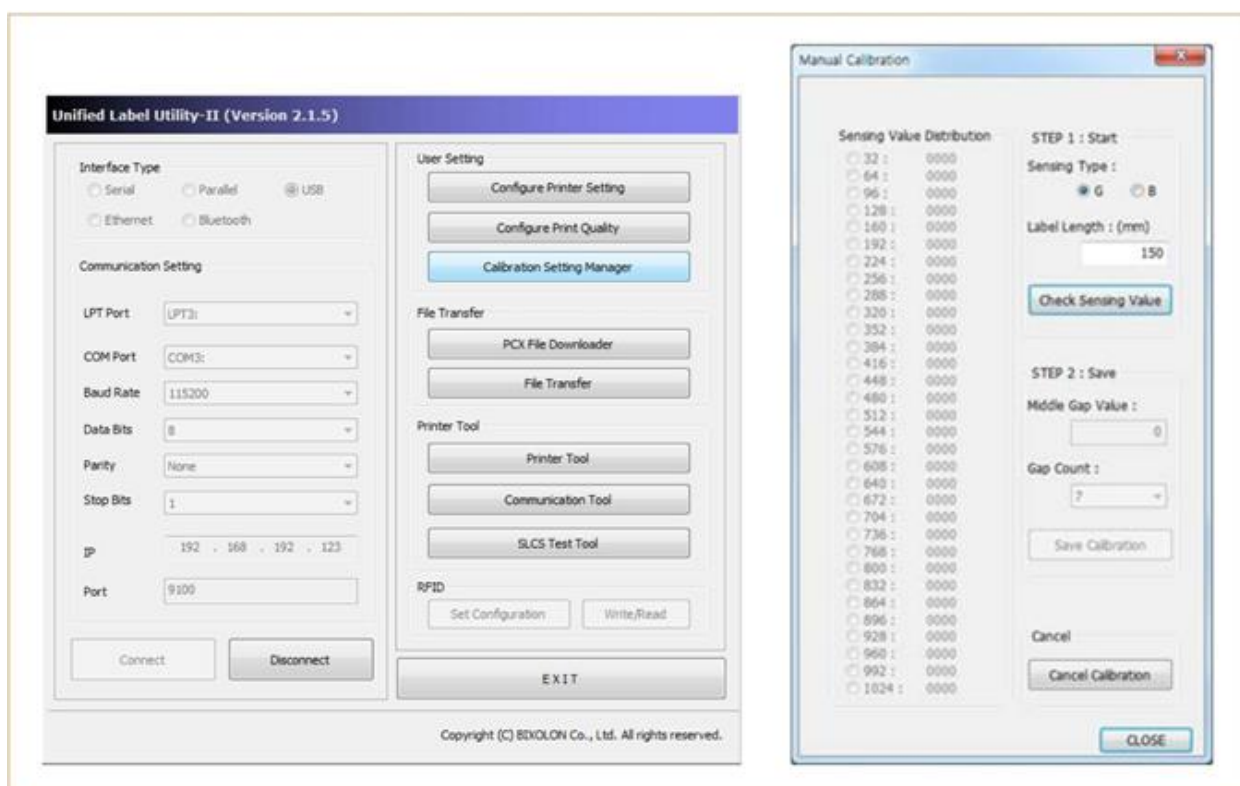 Unified Label Utility-II (Version 2.1.5)
Interface Type
Serial Parallel USB
Ethernet Bluetooth
Communication Setting
LPT Port LPT3:
COM Port COM3:
Baud Rate 115200
Data Bits 8
Parity None
Stop Bits 1
IP 192 . 168 . 192 . 123
Port 9100
Connect Disconnect
User Setting
Configure Printer Setting
Configure Print Quality
Calibration Setting Manager
File Transfer
PCX File Downloader
File Transfer
Printer Tool
Printer Tool
Communication Tool
SLCS Test Tool
RFID
Set Configuration Write/Read
EXIT
Copyright (C) BIXOLON Co., Ltd. All rights reserved.
Manual Calibration
Sensing Value Distribution
32 : 0000
64 : 0000
96 : 0000
128 : 0000
160 : 0000
192 : 0000
224 : 0000
256 : 0000
288 : 0000
320 : 0000
352 : 0000
384 : 0000
416 : 0000
448 : 0000
480 : 0000
512 : 0000
544 : 0000
576 : 0000
608 : 0000
640 : 0000
672 : 0000
704 : 0000
736 : 0000
768 : 0000
800 : 0000
832 : 0000
864 : 0000
896 : 0000
928 : 0000
960 : 0000
992 : 0000
1024 : 0000
STEP 1 : Start
Sensing Type :
G B
Label Length : (mm)
150
Check Sensing Value
STEP 2 : Save
Middle Gap Value :
0
Gap Count :
7
Save Calibration
Cancel
Cancel Calibration
CLOSE